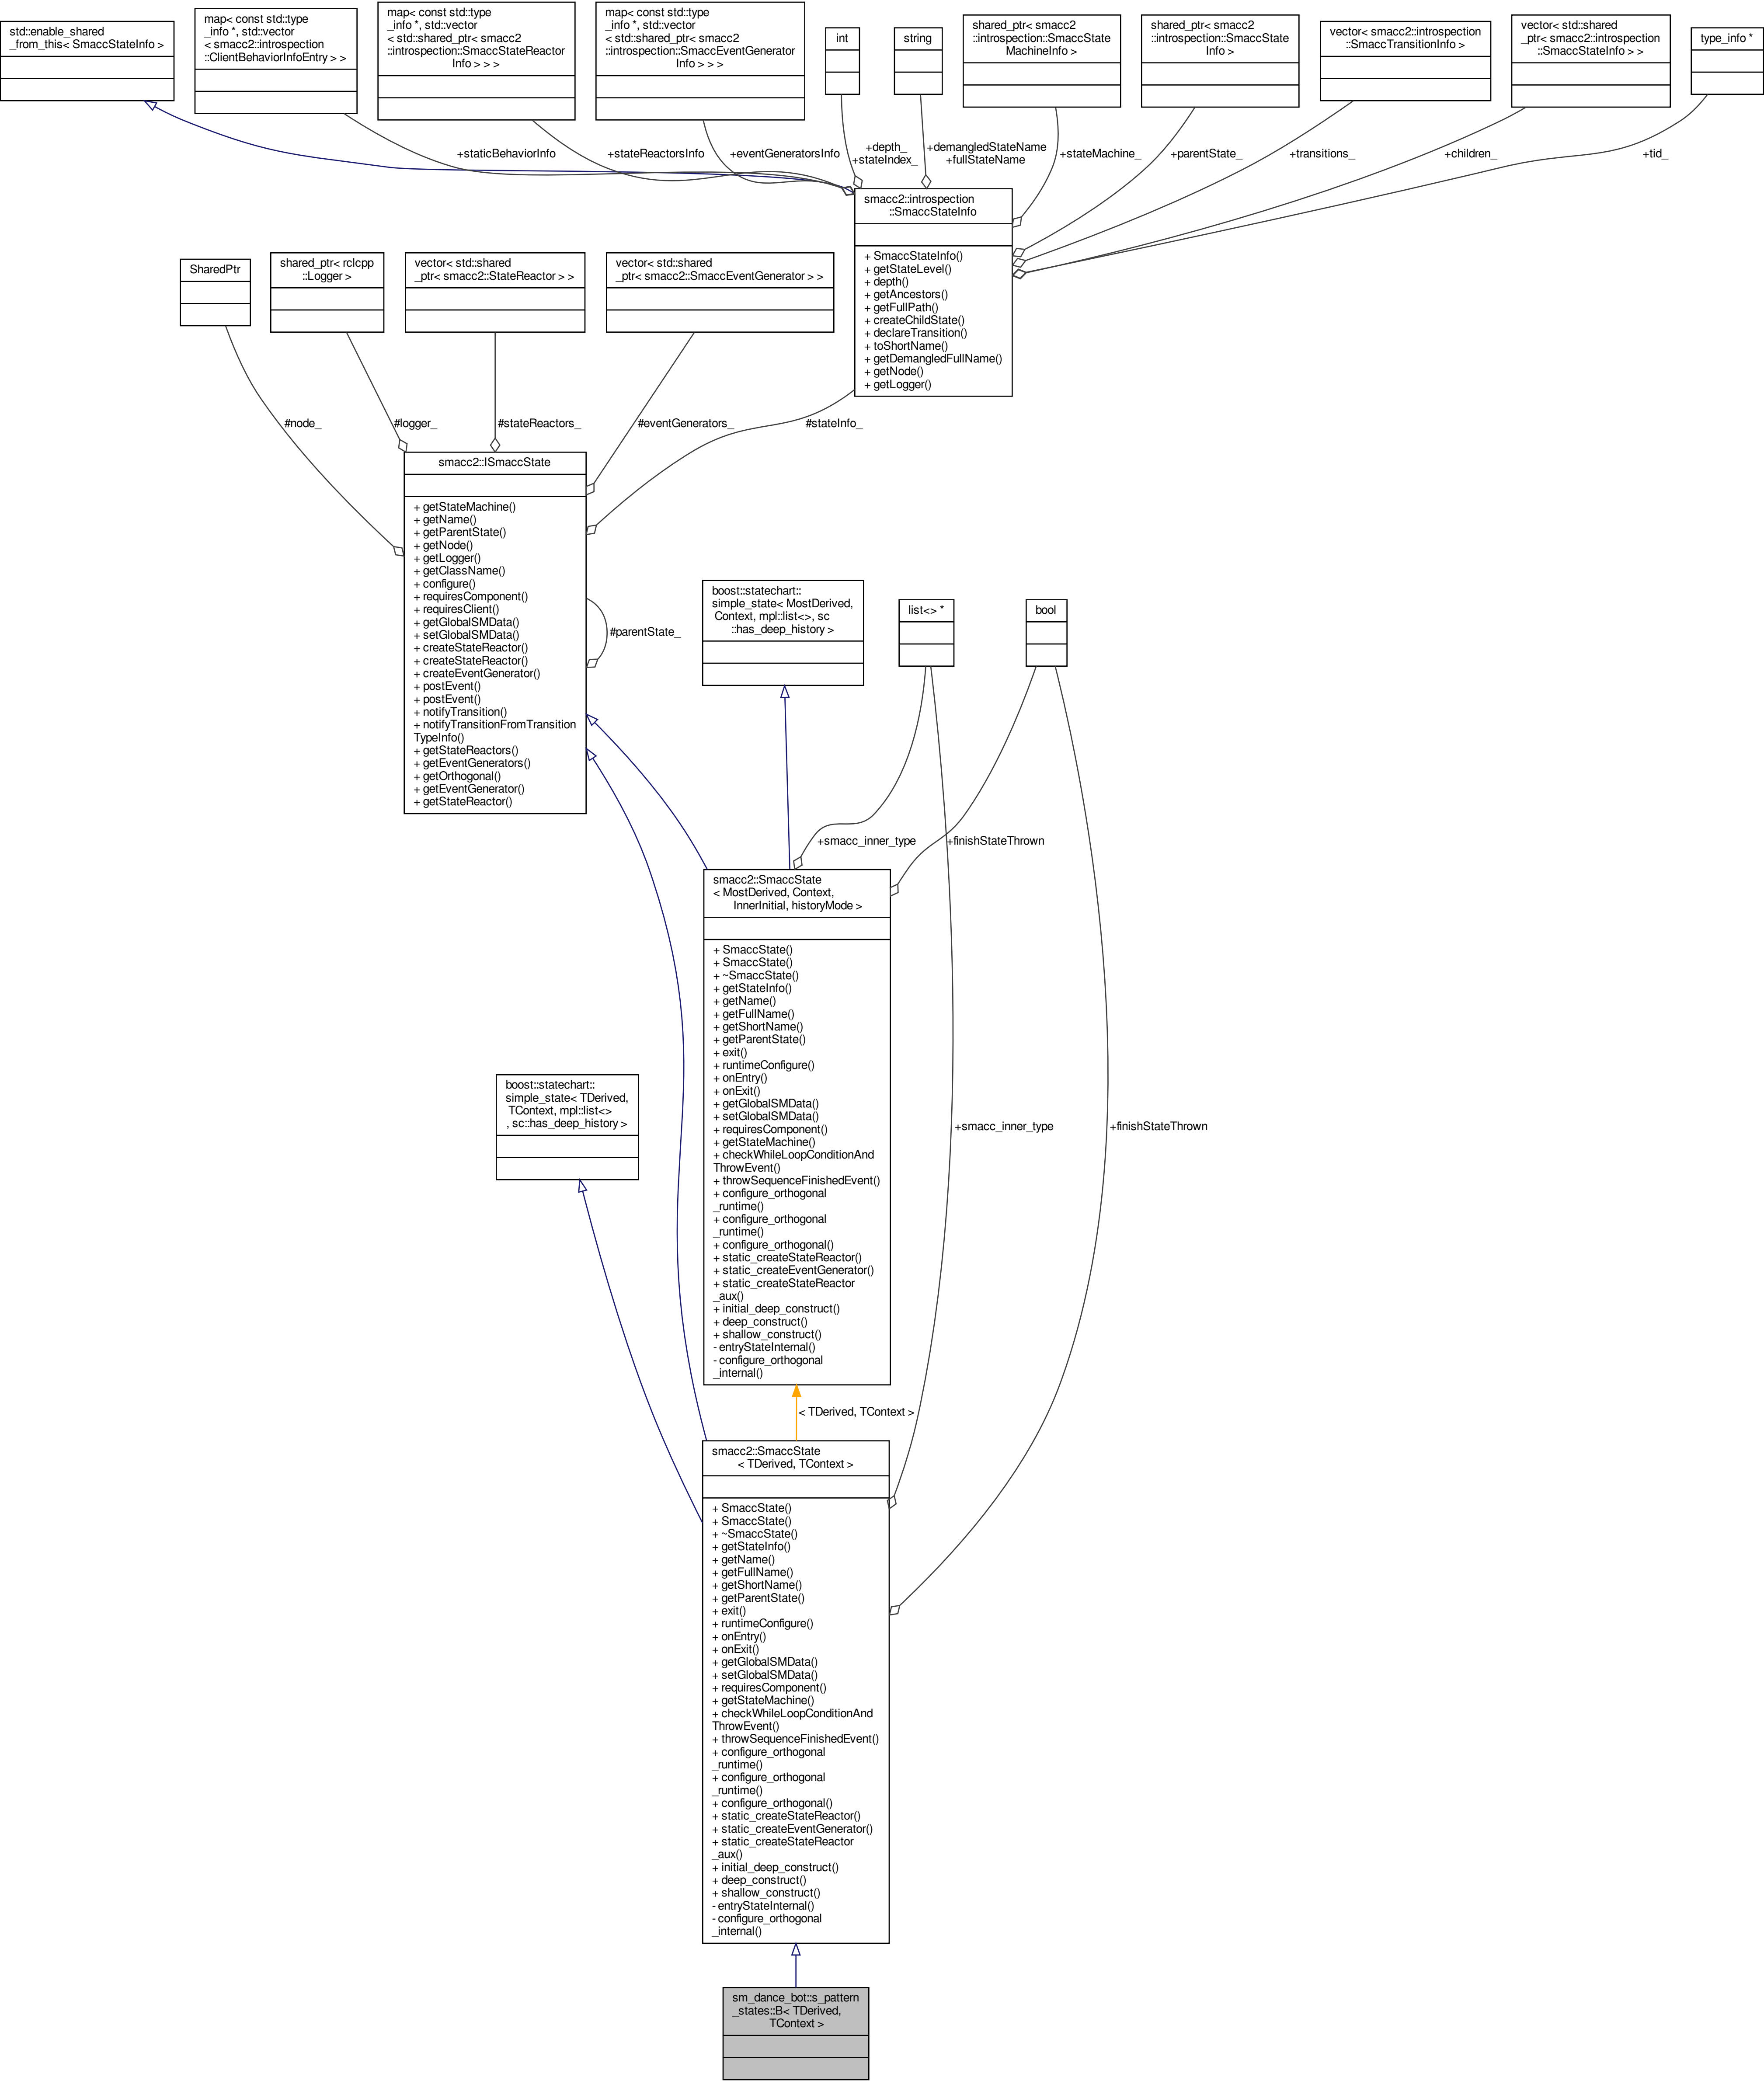 std::enable_shared
_from_this< SmaccStateInfo >
map< const std::type
_info *, std::vector
< smacc2::introspection
::ClientBehaviorInfoEntry > >
map< const std::type
_info *, std::vector
< std::shared_ptr< smacc2
::introspection::SmaccStateReactor
Info > > >
map< const std::type
_info *, std::vector
< std::shared_ptr< smacc2
::introspection::SmaccEventGenerator
Info > > >
int
string
shared_ptr< smacc2
::introspection::SmaccState
MachineInfo >
shared_ptr< smacc2
::introspection::SmaccState
Info >
vector< smacc2::introspection
::SmaccTransitionInfo >
vector< std::shared
_ptr< smacc2::introspection
::SmaccStateInfo > >
type_info *
+staticBehaviorInfo
+stateReactorsInfo
+eventGeneratorsInfo
+depth_
+stateIndex_
+demangledStateName
+fullStateName
+stateMachine_
+parentState_
+transitions_
+children_
+tid_
smacc2::introspection
::SmaccStateInfo
+ SmaccStateInfo()
+ getStateLevel()
+ depth()
+ getAncestors()
+ getFullPath()
+ createChildState()
+ declareTransition()
+ toShortName()
+ getDemangledFullName()
+ getNode()
+ getLogger()
SharedPtr
shared_ptr< rclcpp
::Logger >
vector< std::shared
_ptr< smacc2::StateReactor > >
vector< std::shared
_ptr< smacc2::SmaccEventGenerator > >
#node_
#logger_
#stateReactors_
#eventGenerators_
#stateInfo_
smacc2::ISmaccState
+ getStateMachine()
+ getName()
+ getParentState()
+ getNode()
+ getLogger()
+ getClassName()
+ configure()
+ requiresComponent()
+ requiresClient()
+ getGlobalSMData()
+ setGlobalSMData()
+ createStateReactor()
+ createStateReactor()
+ createEventGenerator()
+ postEvent()
+ postEvent()
+ notifyTransition()
+ notifyTransitionFromTransition
TypeInfo()
+ getStateReactors()
+ getEventGenerators()
+ getOrthogonal()
+ getEventGenerator()
+ getStateReactor()
#parentState_
boost::statechart::
simple_state< MostDerived,
Context, mpl::list<>, sc
::has_deep_history >
list<> *
bool
+smacc_inner_type
+finishStateThrown
smacc2::SmaccState
< MostDerived, Context,
InnerInitial, historyMode >
+ SmaccState()
+ SmaccState()
+ ~SmaccState()
+ getStateInfo()
+ getName()
+ getFullName()
+ getShortName()
+ getParentState()
+ exit()
+ runtimeConfigure()
+ onEntry()
+ onExit()
+ getGlobalSMData()
+ setGlobalSMData()
+ requiresComponent()
+ getStateMachine()
+ checkWhileLoopConditionAnd
ThrowEvent()
+ throwSequenceFinishedEvent()
+ configure_orthogonal
_runtime()
+ configure_orthogonal
_runtime()
+ configure_orthogonal()
+ static_createStateReactor()
+ static_createEventGenerator()
+ static_createStateReactor
_aux()
+ initial_deep_construct()
+ deep_construct()
+ shallow_construct()
- entryStateInternal()
- configure_orthogonal
_internal()
boost::statechart::
simple_state< TDerived,
TContext, mpl::list<>
, sc::has_deep_history >
+smacc_inner_type
+finishStateThrown
< TDerived, TContext >
smacc2::SmaccState
< TDerived, TContext >
+ SmaccState()
+ SmaccState()
+ ~SmaccState()
+ getStateInfo()
+ getName()
+ getFullName()
+ getShortName()
+ getParentState()
+ exit()
+ runtimeConfigure()
+ onEntry()
+ onExit()
+ getGlobalSMData()
+ setGlobalSMData()
+ requiresComponent()
+ getStateMachine()
+ checkWhileLoopConditionAnd
ThrowEvent()
+ throwSequenceFinishedEvent()
+ configure_orthogonal
_runtime()
+ configure_orthogonal
_runtime()
+ configure_orthogonal()
+ static_createStateReactor()
+ static_createEventGenerator()
+ static_createStateReactor
_aux()
+ initial_deep_construct()
+ deep_construct()
+ shallow_construct()
- entryStateInternal()
- configure_orthogonal
_internal()
sm_dance_bot::s_pattern
_states::B< TDerived,
TContext >